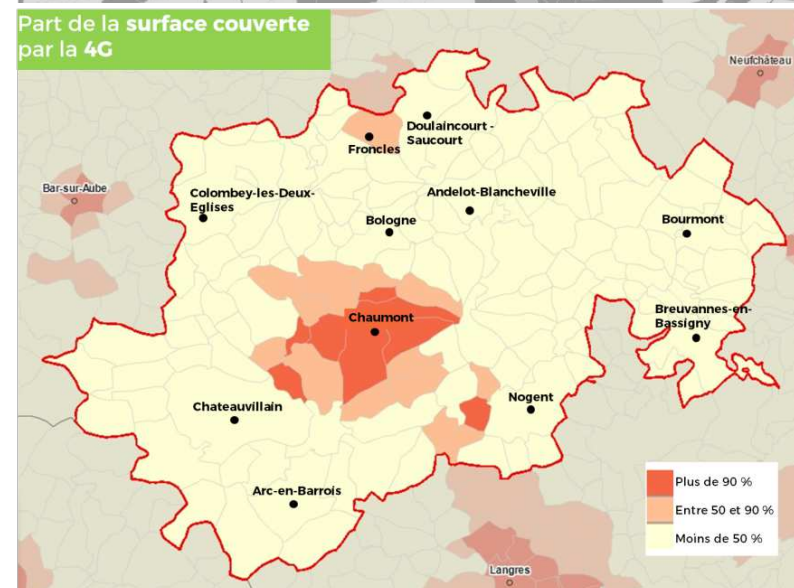 Part de la surface couverte
par la 4G
Neufchâteau
Doulaincourt -
Saucourt
Froncles
Bar-sur-Aube
Colombey-les-Deux-
Eglises
Andelot-Blancheville
Bologne
Bourmont
Chaumont
Breuvannes-en-
Bassigny
Nogent
Chateauvillain
Arc-en-Barrois
Plus de 90 %
Entre 50 et 90 %
Moins de 50 %
Langres